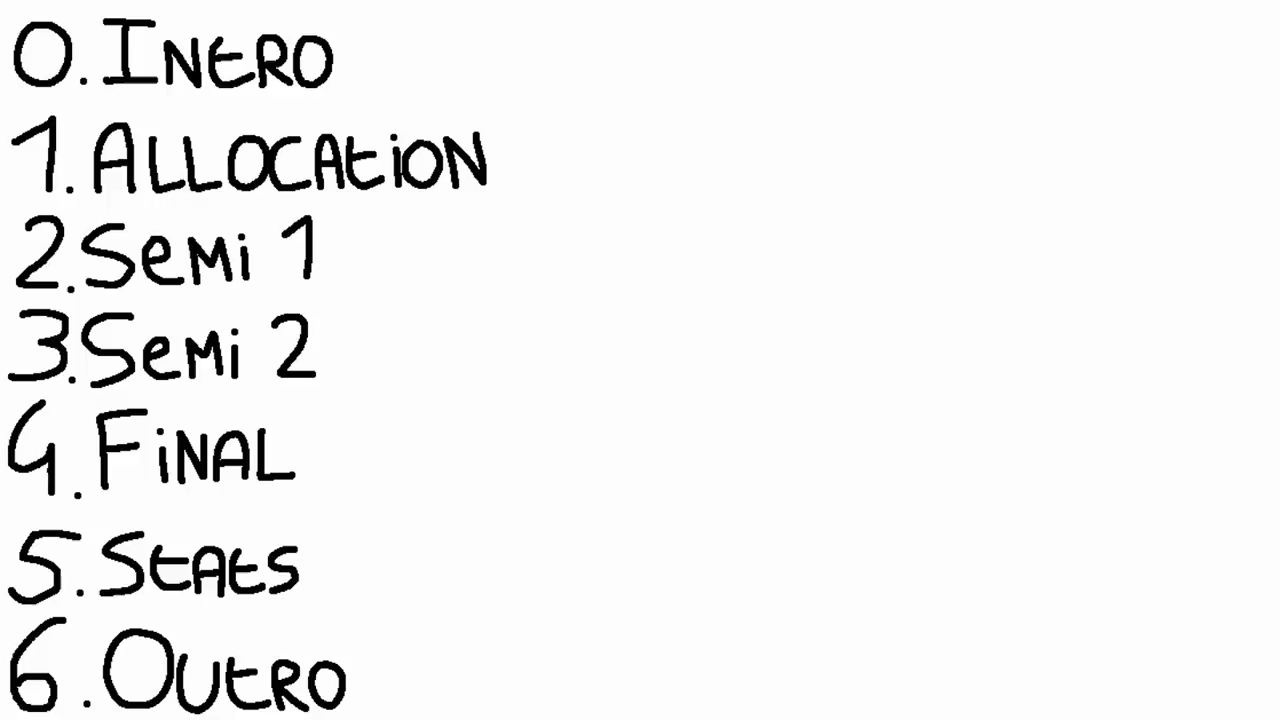 0. Intro
1. Allocation
2. Semi 1
3. Semi 2
4. Final
5. Stats
6. Outro